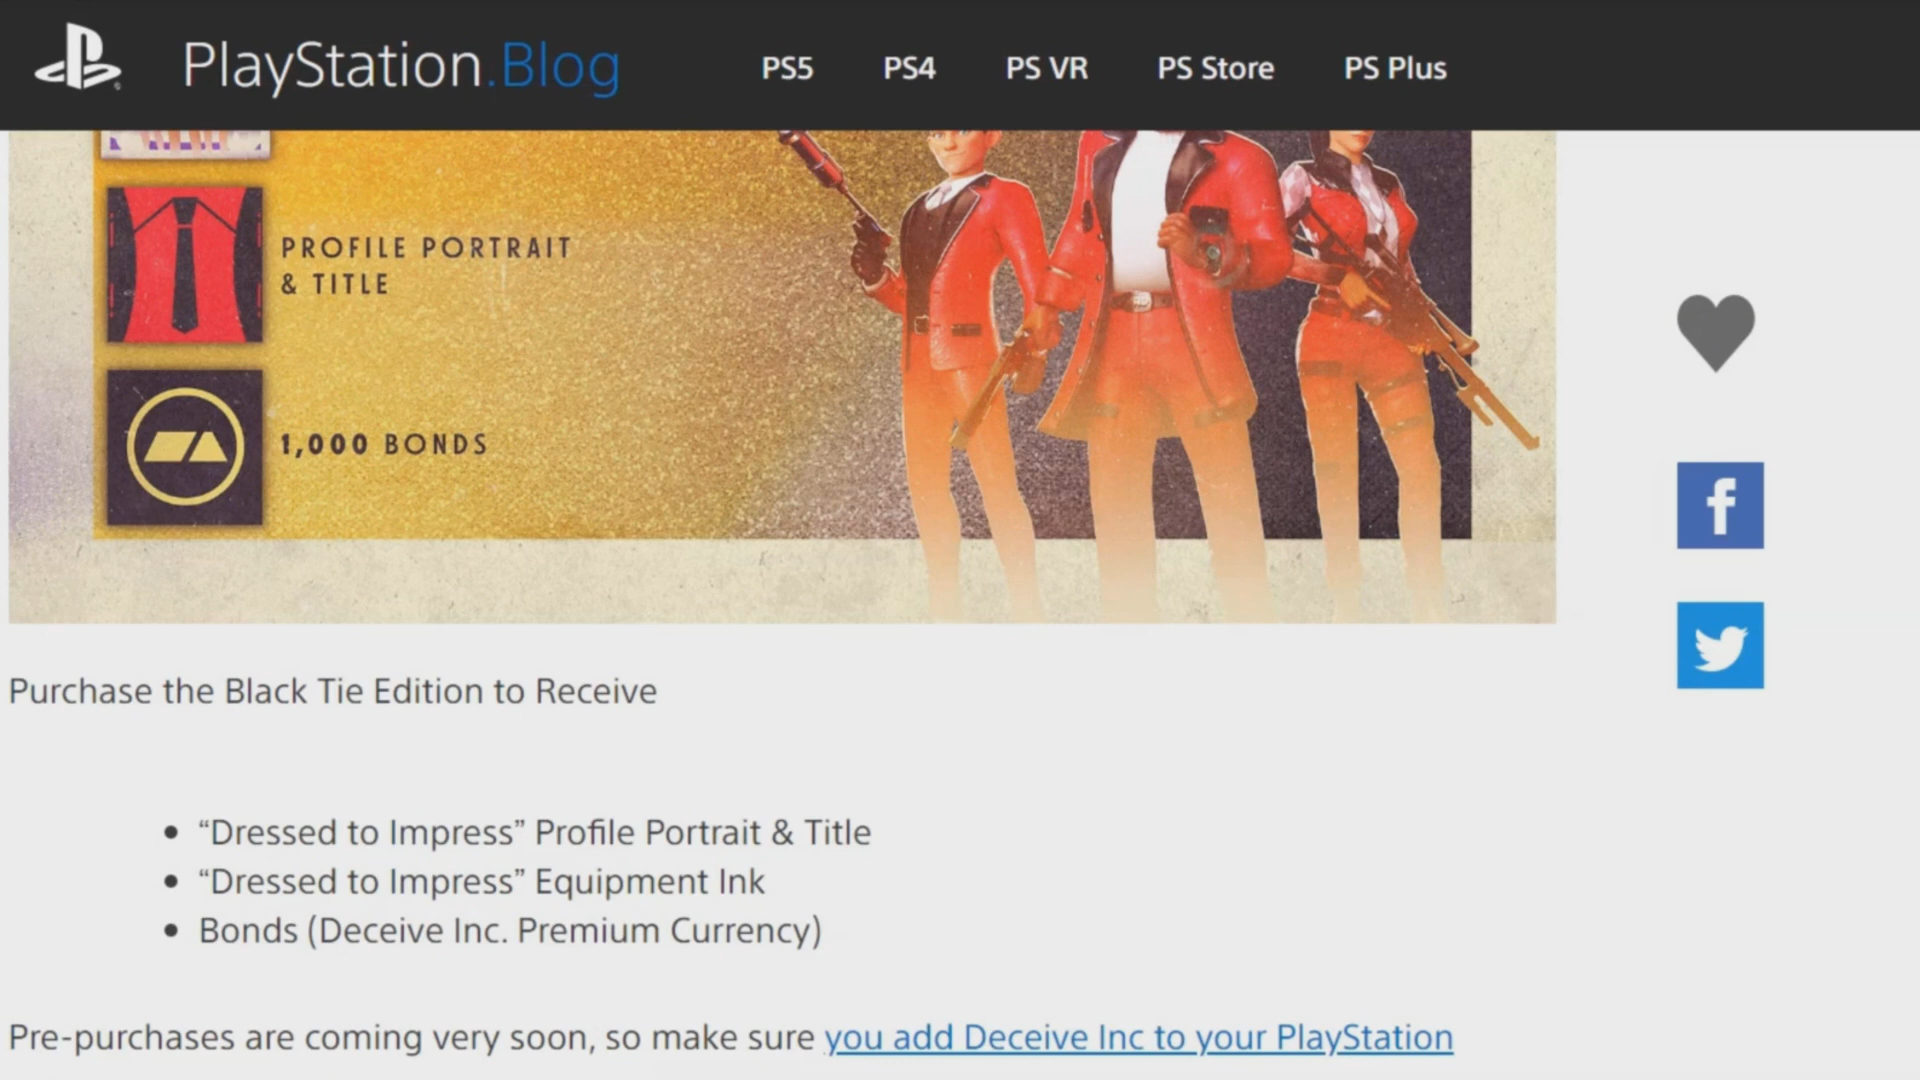 PlayStation.Blog
PS5
PS4
PS VR
PS Store
PS Plus
PROFILE PORTRAIT
& TITLE
1,000 BONDS
Purchase the Black Tie Edition to Receive
• “Dressed to Impress” Profile Portrait & Title
• “Dressed to Impress” Equipment Ink
• Bonds (Deceive Inc. Premium Currency)
Pre-purchases are coming very soon, so make sure you add Deceive Inc to your PlayStation